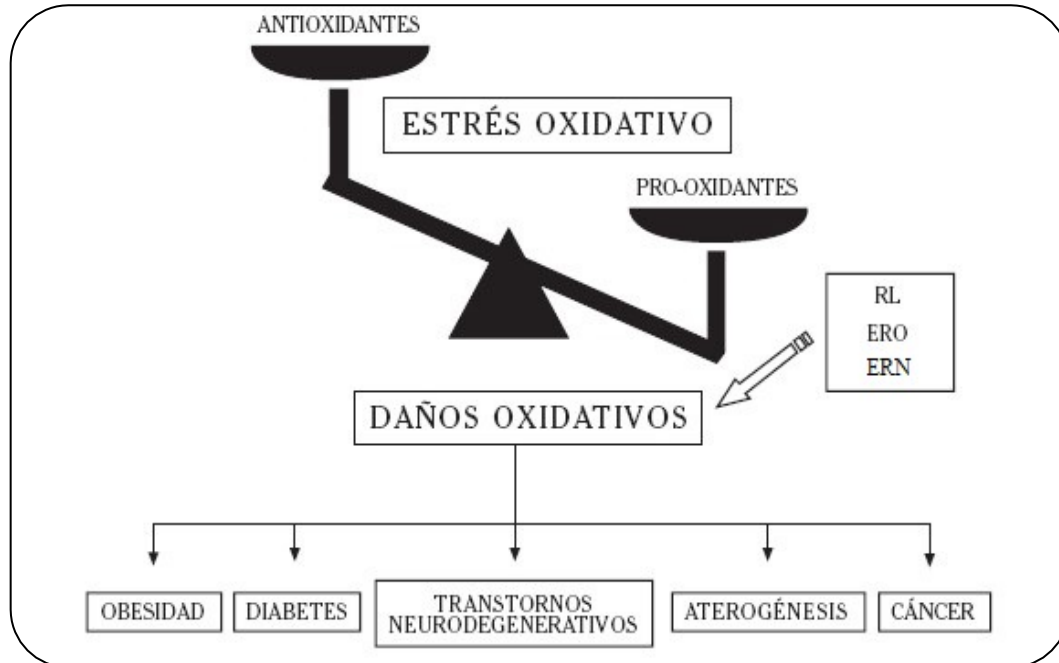 ANTIOXIDANTES
ESTRÉS OXIDATIVO
PRO-OXIDANTES
RL
ERO
ERN
DAÑOS OXIDATIVOS
OBESIDAD
DIABETES
TRANSTORNOS
NEURODEGENERATIVOS
ATEROGÉNESIS
CÁNCER